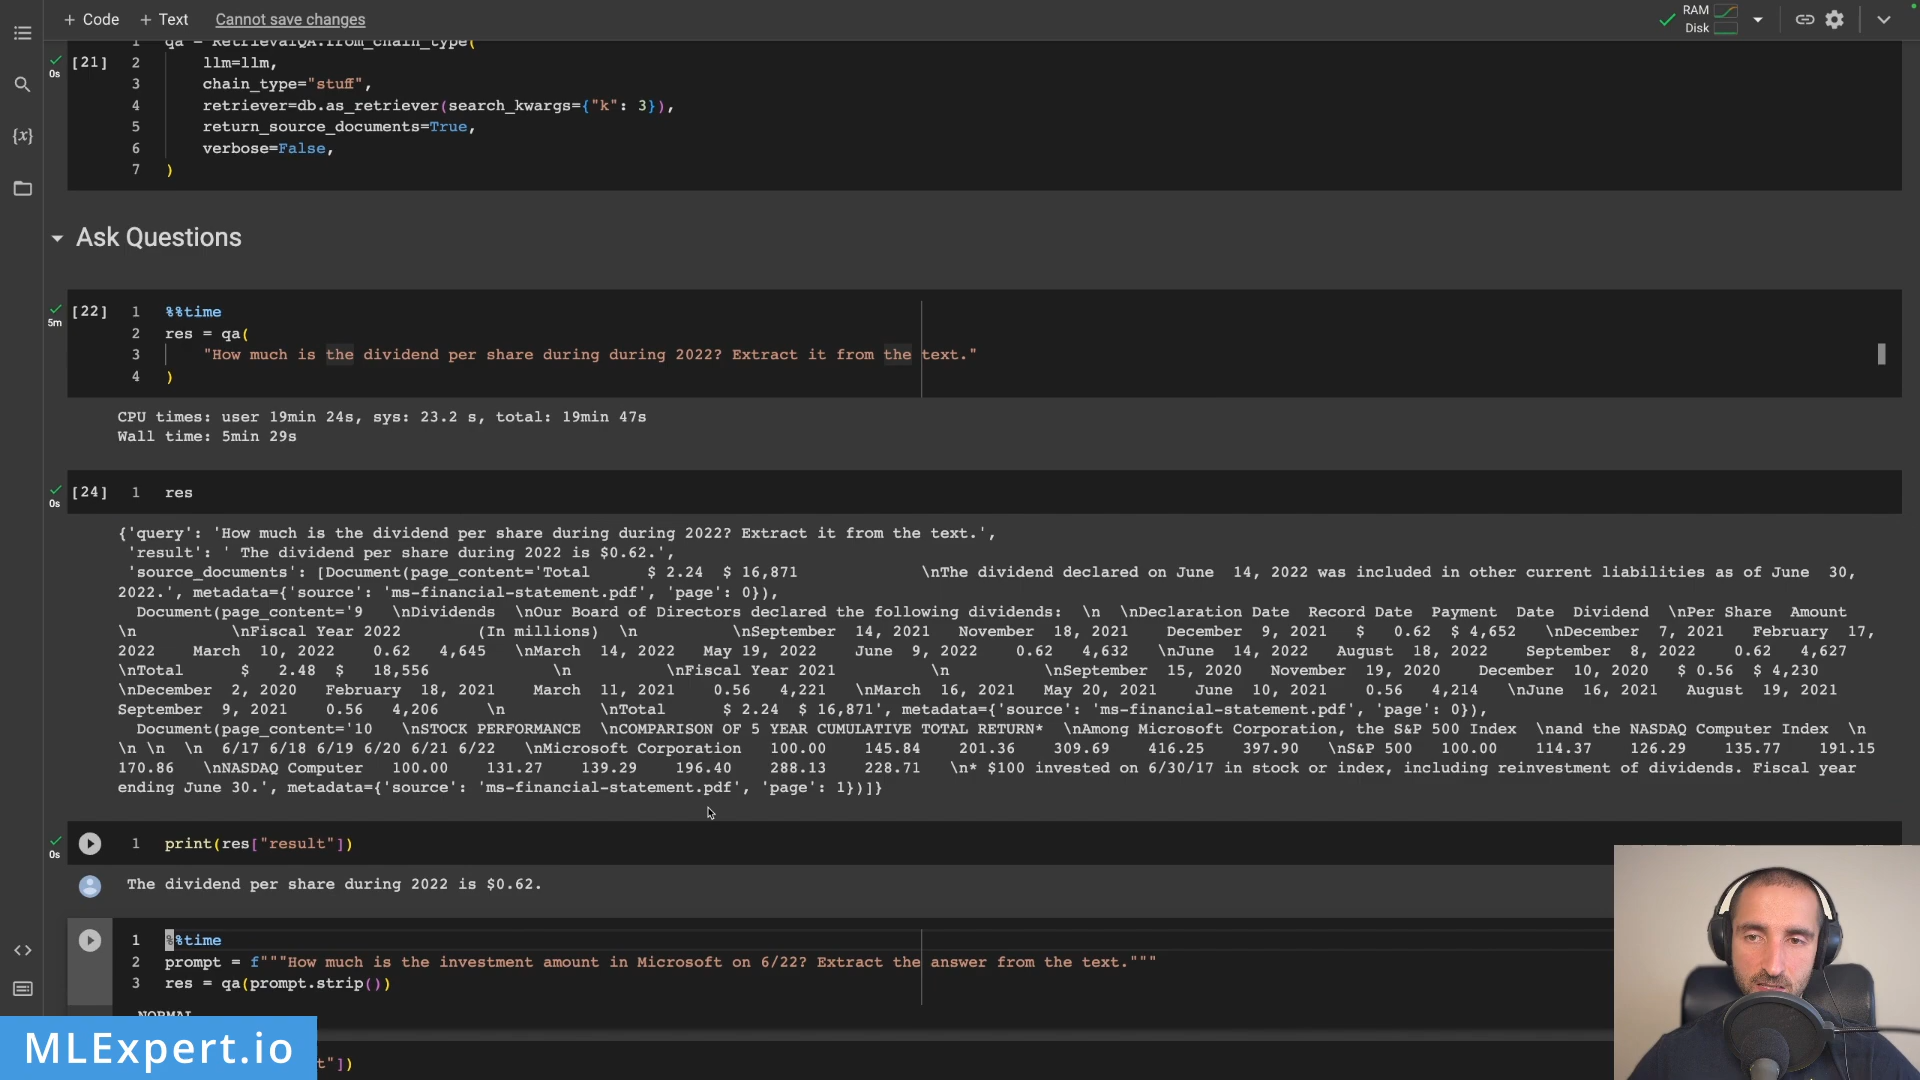 + Code + Text Cannot save changes
RAM
Disk
1 qa = RetrievalQA.from_chain_type(
0s [21] 2 llm=llm,
3 chain_type="stuff",
4 retriever=db.as_retriever(search_kwargs={"k": 3}),
5 return_source_documents=True,
6 verbose=False,
7 )
{x}
Ask Questions
5m [22] 1 %%time
2 res = qa(
3 "How much is the dividend per share during during 2022? Extract it from the text."
4 )
CPU times: user 19min 24s, sys: 23.2 s, total: 19min 47s
Wall time: 5min 29s
0s [24] 1 res
{'query': 'How much is the dividend per share during during 2022? Extract it from the text.',
'result': ' The dividend per share during 2022 is $0.62.',
'source_documents': [Document(page_content='Total $ 2.24 $ 16,871 \nThe dividend declared on June 14, 2022 was included in other current liabilities as of June 30,
2022.', metadata={'source': 'ms-financial-statement.pdf', 'page': 0}),
Document(page_content='9 \nDividends \nOur Board of Directors declared the following dividends: \n \nDeclaration Date Record Date Payment Date Dividend \nPer Share Amount
\n \nFiscal Year 2022 (In millions) \n \nSeptember 14, 2021 November 18, 2021 December 9, 2021 $ 0.62 $ 4,652 \nDecember 7, 2021 February 17,
2022 March 10, 2022 0.62 4,645 \nMarch 14, 2022 May 19, 2022 June 9, 2022 0.62 4,632 \nJune 14, 2022 August 18, 2022 September 8, 2022 0.62 4,627
\nTotal $ 2.48 $ 18,556 \n \nFiscal Year 2021 \n \nSeptember 15, 2020 November 19, 2020 December 10, 2020 $ 0.56 $ 4,230
\nDecember 2, 2020 February 18, 2021 March 11, 2021 0.56 4,221 \nMarch 16, 2021 May 20, 2021 June 10, 2021 0.56 4,214 \nJune 16, 2021 August 19, 2021
September 9, 2021 0.56 4,206 \n \nTotal $ 2.24 $ 16,871', metadata={'source': 'ms-financial-statement.pdf', 'page': 0}),
Document(page_content='10 \nSTOCK PERFORMANCE \nCOMPARISON OF 5 YEAR CUMULATIVE TOTAL RETURN* \nAmong Microsoft Corporation, the S&P 500 Index \nand the NASDAQ Computer Index \n
\n \n \n 6/17 6/18 6/19 6/20 6/21 6/22 \nMicrosoft Corporation 100.00 145.84 201.36 309.69 416.25 397.90 \nS&P 500 100.00 114.37 126.29 135.77 191.15
170.86 \nNASDAQ Computer 100.00 131.27 139.29 196.40 288.13 228.71 \n* $100 invested on 6/30/17 in stock or index, including reinvestment of dividends. Fiscal year
ending June 30.', metadata={'source': 'ms-financial-statement.pdf', 'page': 1})]}
0s 1 print(res["result"])
The dividend per share during 2022 is $0.62.
1 %%time
2 prompt = f"""How much is the investment amount in Microsoft on 6/22? Extract the answer from the text."""
3 res = qa(prompt.strip())
NORMAL
MLExpert.io
t"])